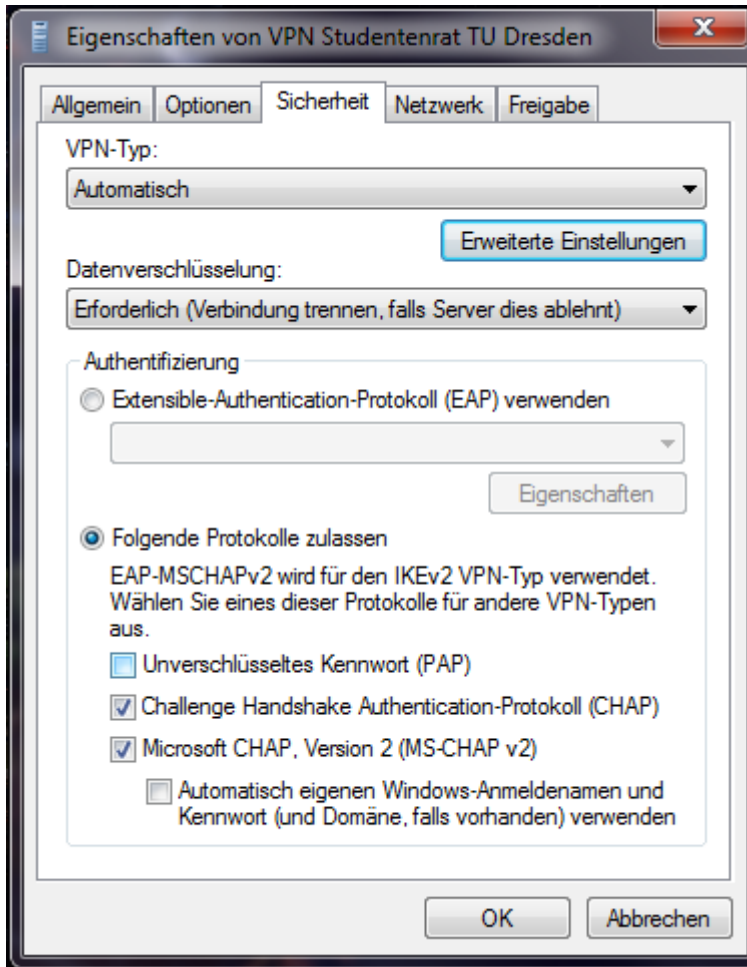 Eigenschaften von VPN Studentenrat TU Dresden
Allgemein Optionen Sicherheit Netzwerk Freigabe
VPN-Typ:
Automatisch
Erweiterte Einstellungen
Datenverschlüsselung:
Erforderlich (Verbindung trennen, falls Server dies ablehnt)
Authentifizierung
Extensible-Authentication-Protokoll (EAP) verwenden
Eigenschaften
Folgende Protokolle zulassen
EAP-MSCHAPv2 wird für den IKEv2 VPN-Typ verwendet.
Wählen Sie eines dieser Protokolle für andere VPN-Typen
aus.
Unverschlüsseltes Kennwort (PAP)
Challenge Handshake Authentication-Protokoll (CHAP)
Microsoft CHAP, Version 2 (MS-CHAP v2)
Automatisch eigenen Windows-Anmeldenamen und
Kennwort (und Domäne, falls vorhanden) verwenden
OK Abbrechen